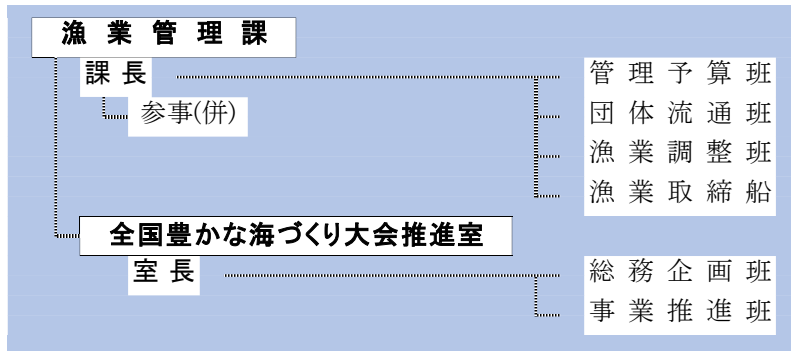 漁業管理課
課長 管理予算班
参事(併) 団体流通班
漁業調整班
漁業取締船
全国豊かな海づくり大会推進室
室長 総務企画班
事業推進班